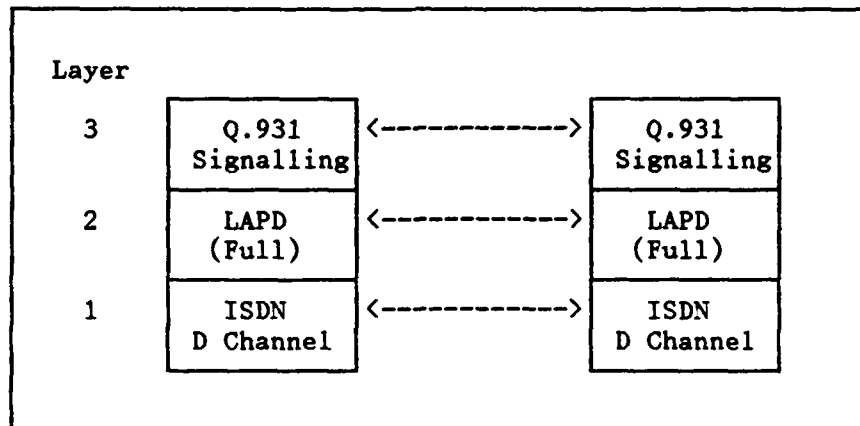 Layer
3 Q.931 <------------> Q.931
Signalling Signalling
2 LAPD <------------> LAPD
(Full) (Full)
1 ISDN <------------> ISDN
D Channel D Channel